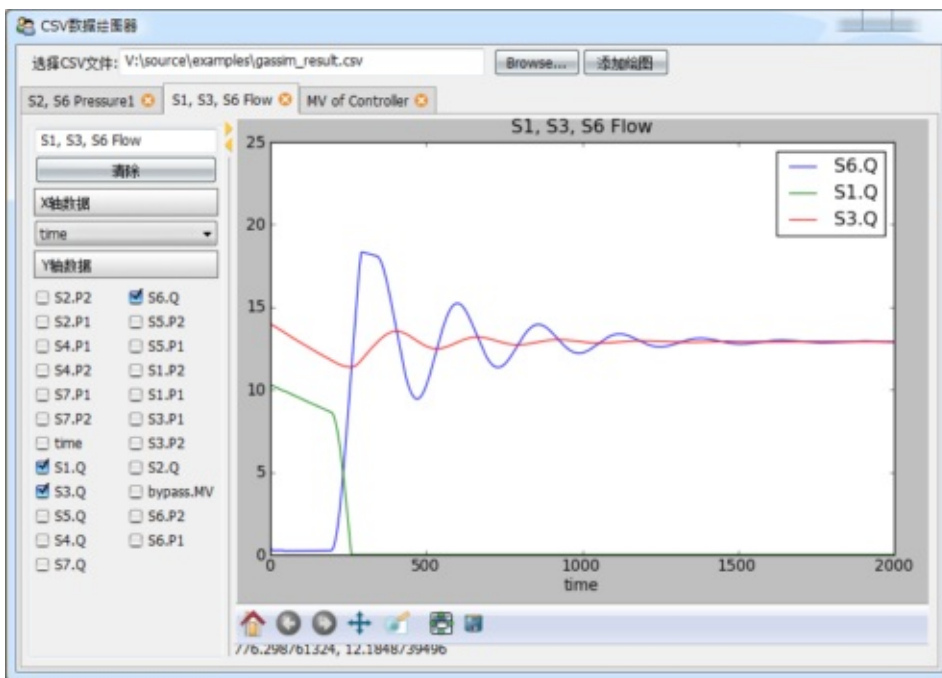 CSV数据绘图器
选择CSV文件: V:\source\examples\gassim_result.csv Browse... 添加绘图
S2, S6 Pressure1 S1, S3, S6 Flow MV of Controller
S1, S3, S6 Flow
清除
X轴数据
time
Y轴数据
S2.P2 S6.Q
S2.P1 S5.P2
S4.P1 S5.P1
S4.P2 S1.P2
S7.P1 S1.P1
S7.P2 S3.P1
time S3.P2
S1.Q S2.Q
S3.Q bypass.MV
S5.Q S6.P2
S4.Q S6.P1
S7.Q
S1, S3, S6 Flow
25
20
15
10
5
0
S6.Q
S1.Q
S3.Q
0 500 1000 1500 2000
time
776.298761324, 12.1848739496